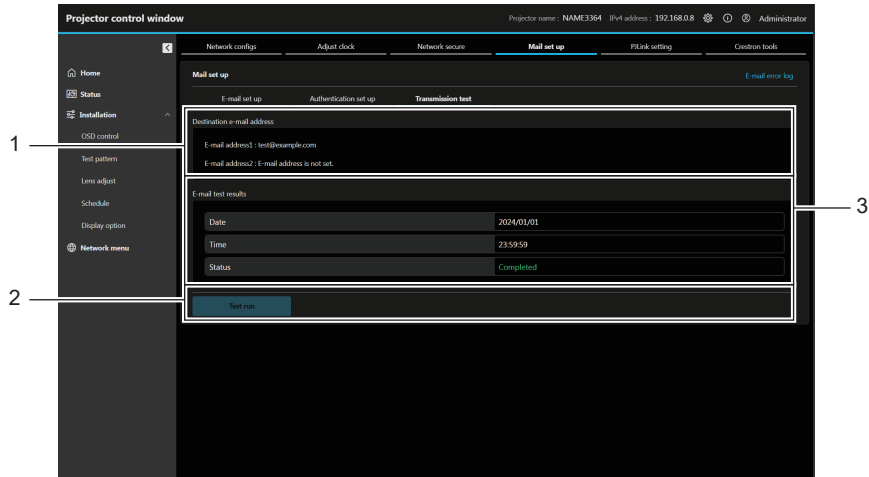 Projector control window Projector name : NAME3364 IPv4 address : 192.168.0.8 Administrator
Network configs Adjust clock Network secure Mail set up PJLink setting Crestron tools
Home
Status
Installation
OSD control
Test pattern
Lens adjust
Schedule
Display option
Network menu
Mail set up E-mail error log
E-mail set up Authentication set up Transmission test
Destination e-mail address
E-mail address1 : test@example.com
E-mail address2 : E-mail address is not set.
E-mail test results
Date 2024/01/01
Time 23:59:59
Status Completed
Test run
1
2
3